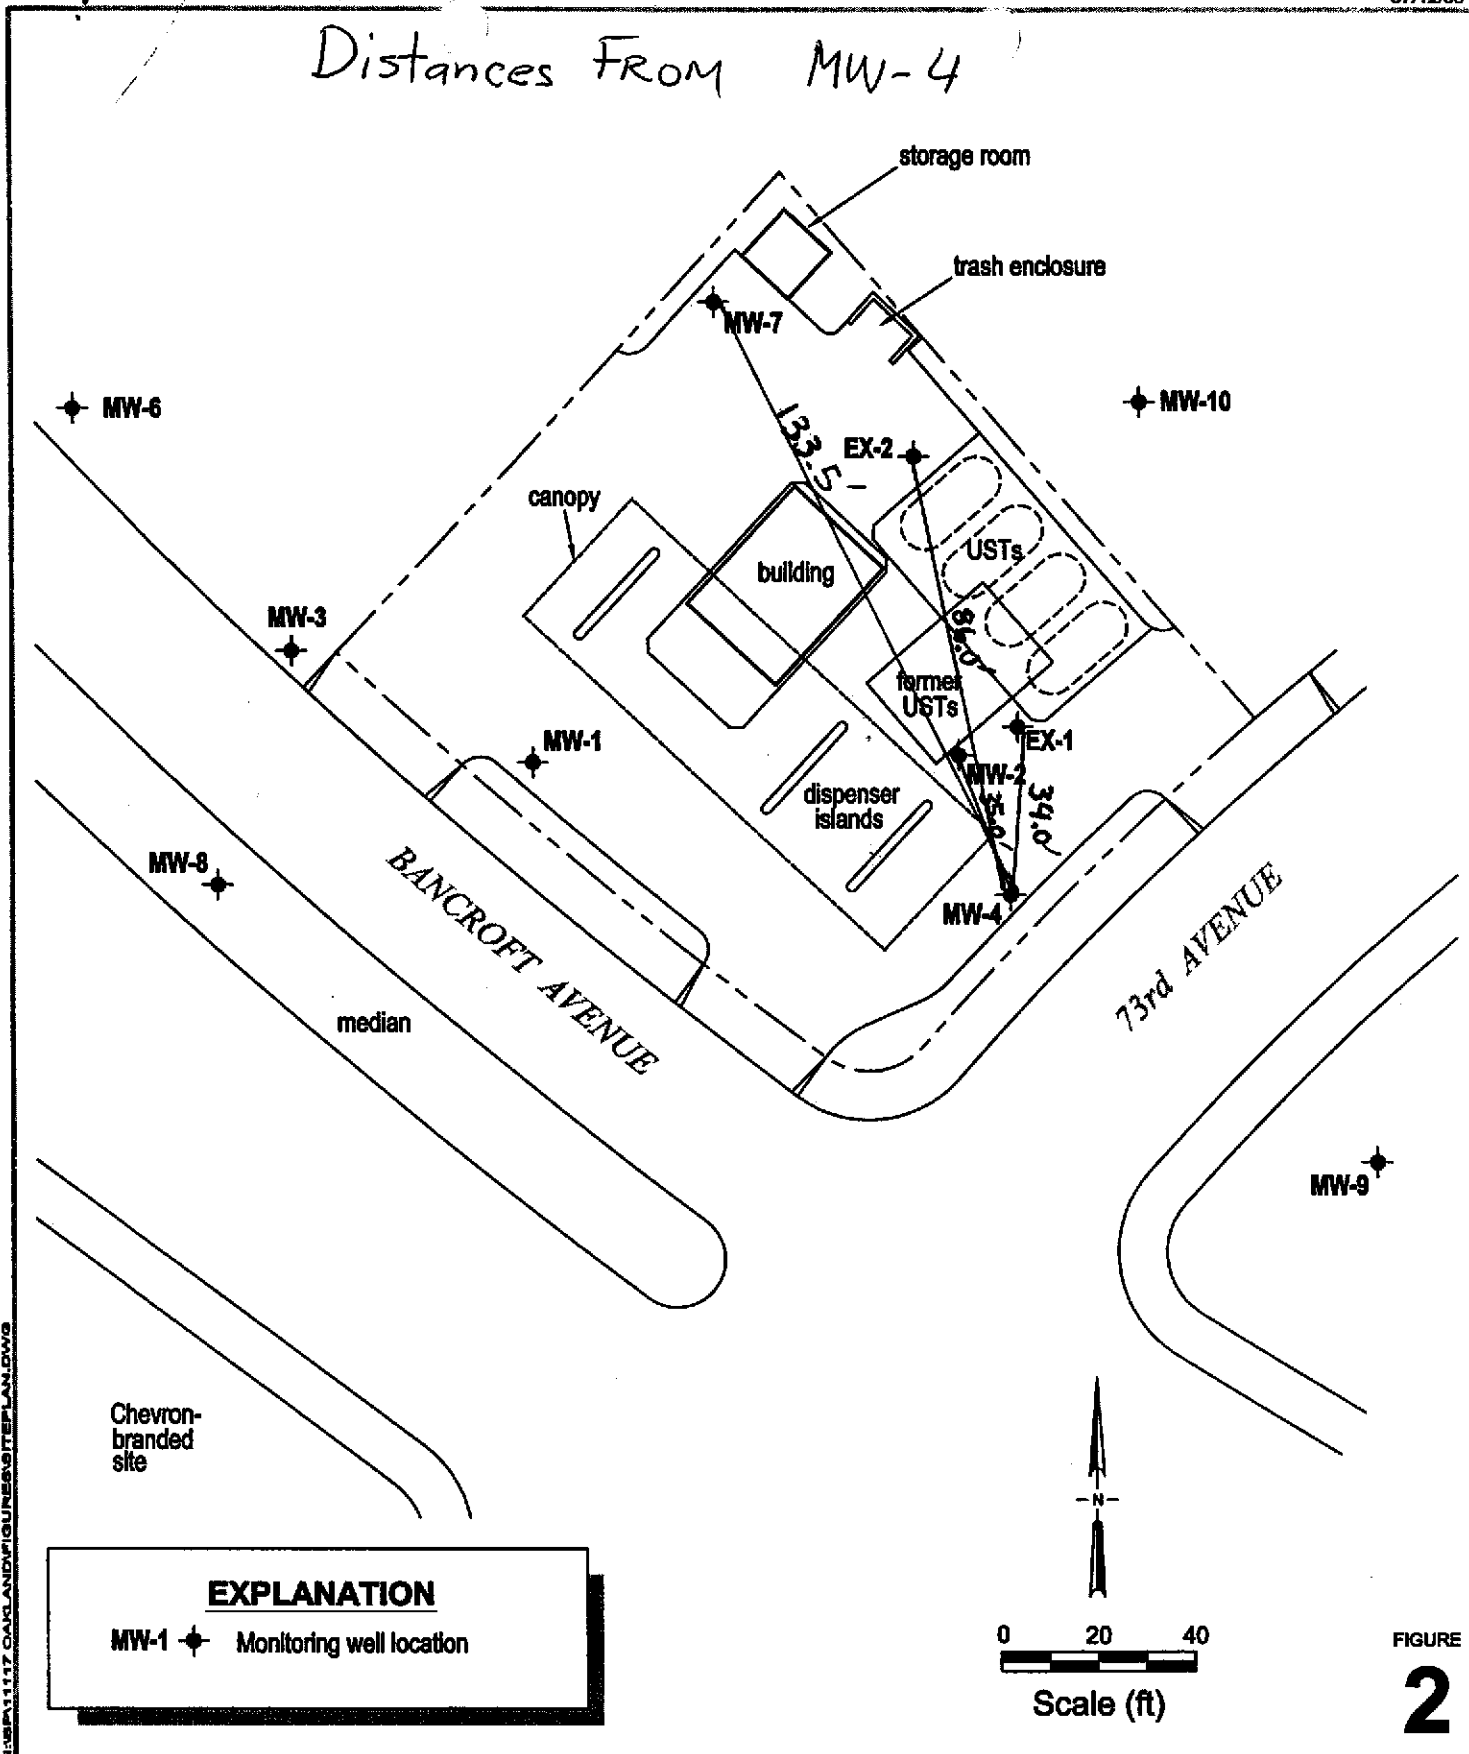 Distances FROM MW-4
storage room
trash enclosure
MW-7
MW-6
MW-10
133.5
EX-2
canopy
USTs
building
MW-3
86.0'
former
USTs
EX-1
MW-1
MW-2
dispenser
islands
35.0'
34.0'
MW-8
MW-4
BANCROFT AVENUE
73rd AVENUE
median
MW-9
Chevron-
branded
site
N
EXPLANATION
MW-1 Monitoring well location
0 20 40
Scale (ft)
FIGURE
2